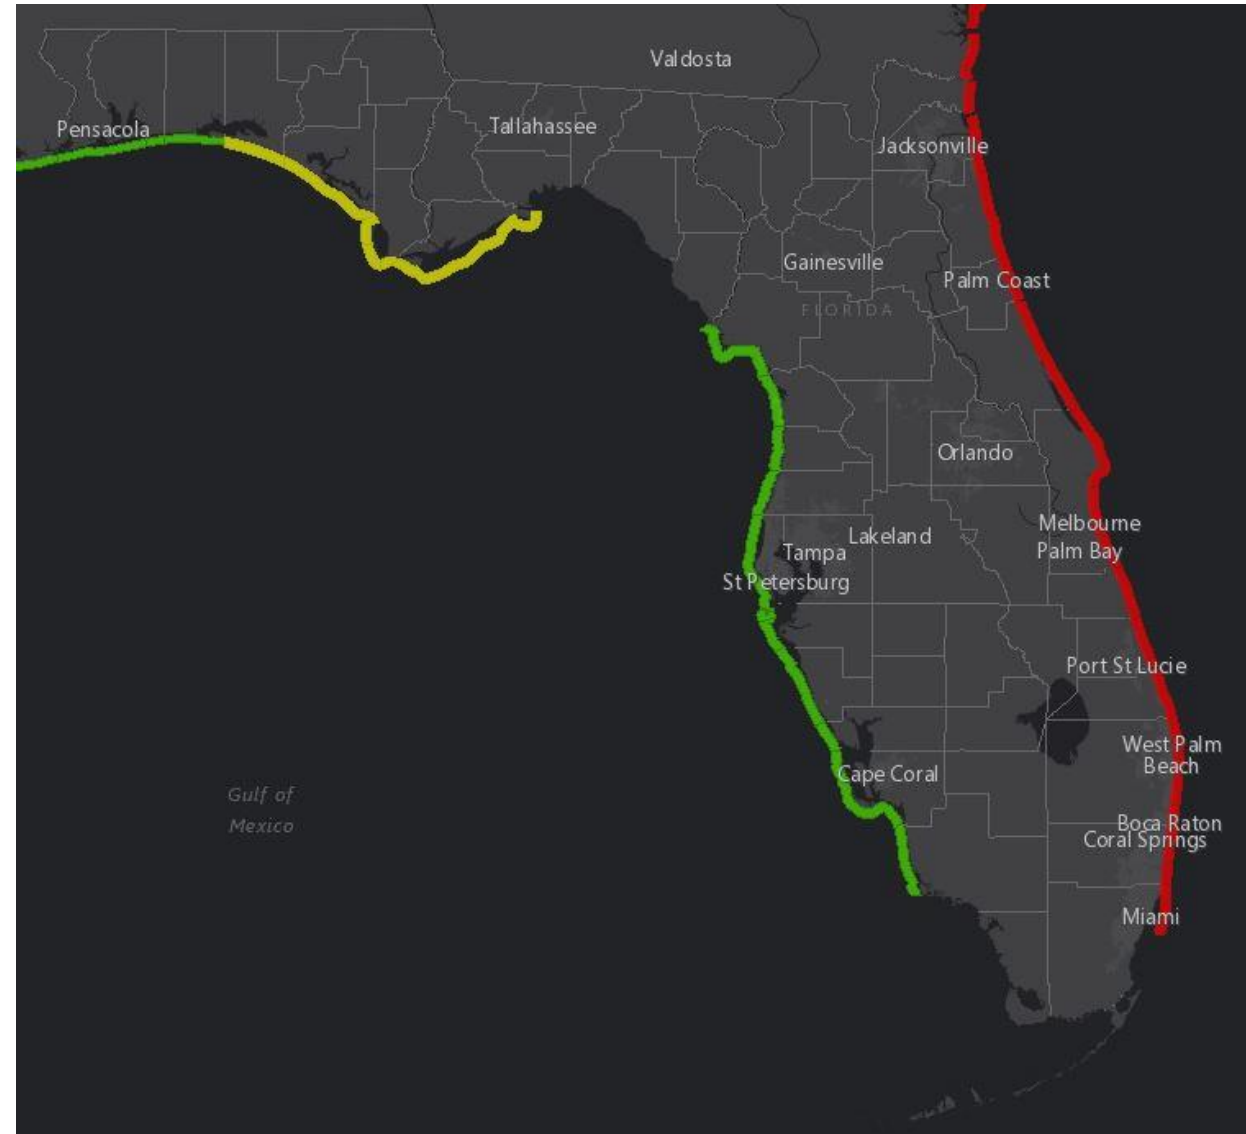 Valdosta
Pensacola
Tallahassee
Jacksonville
Gainesville
Palm Coast
FLORIDA
Orlando
Melbourne
Lakeland
Palm Bay
Tampa
St Petersburg
Port St Lucie
West Palm
Beach
Cape Coral
Gulf of
Mexico
Boca Raton
Coral Springs
Miami